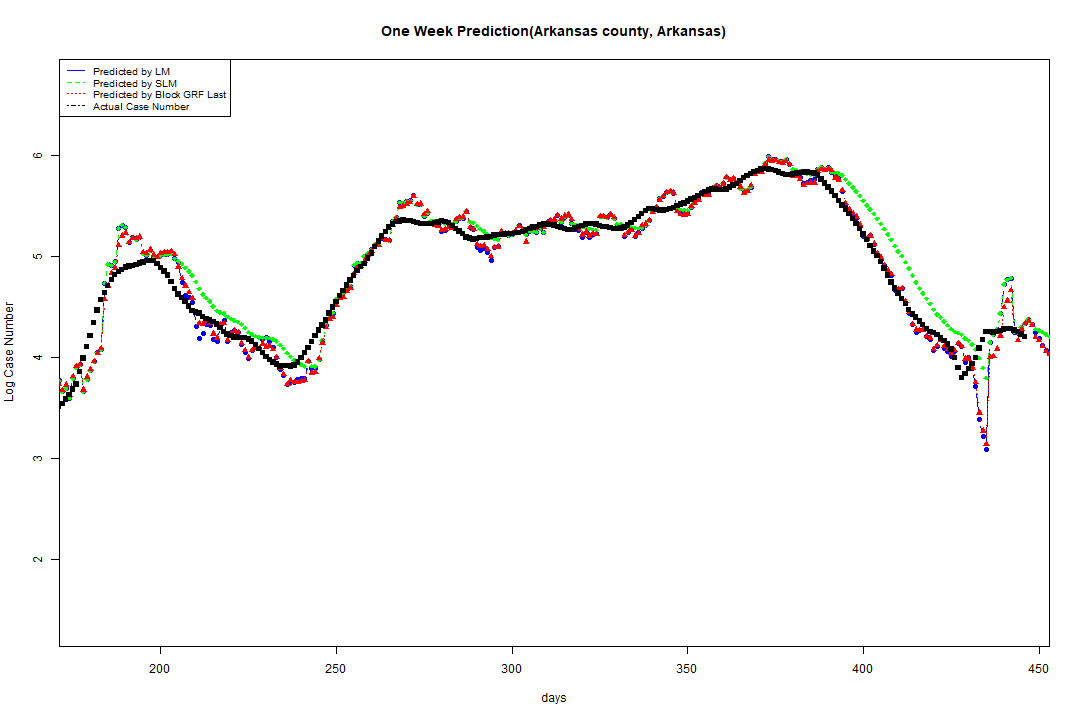 One Week Prediction(Arkansas county, Arkansas)
Predicted by LM
Predicted by SLM
Predicted by Block GRF Last
Actual Case Number
6
5
4
3
2
Log Case Number
200 250 300 350 400 450
days